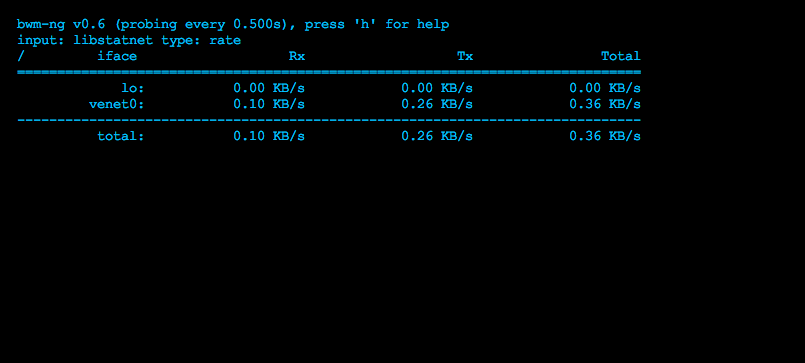 bwm-ng v0.6 (probing every 0.500s), press 'h' for help
input: libstatnet type: rate
/         iface                   Rx                   Tx                Total
==============================================================================
             lo:           0.00 KB/s            0.00 KB/s            0.00 KB/s
         venet0:           0.10 KB/s            0.26 KB/s            0.36 KB/s
------------------------------------------------------------------------------
          total:           0.10 KB/s            0.26 KB/s            0.36 KB/s